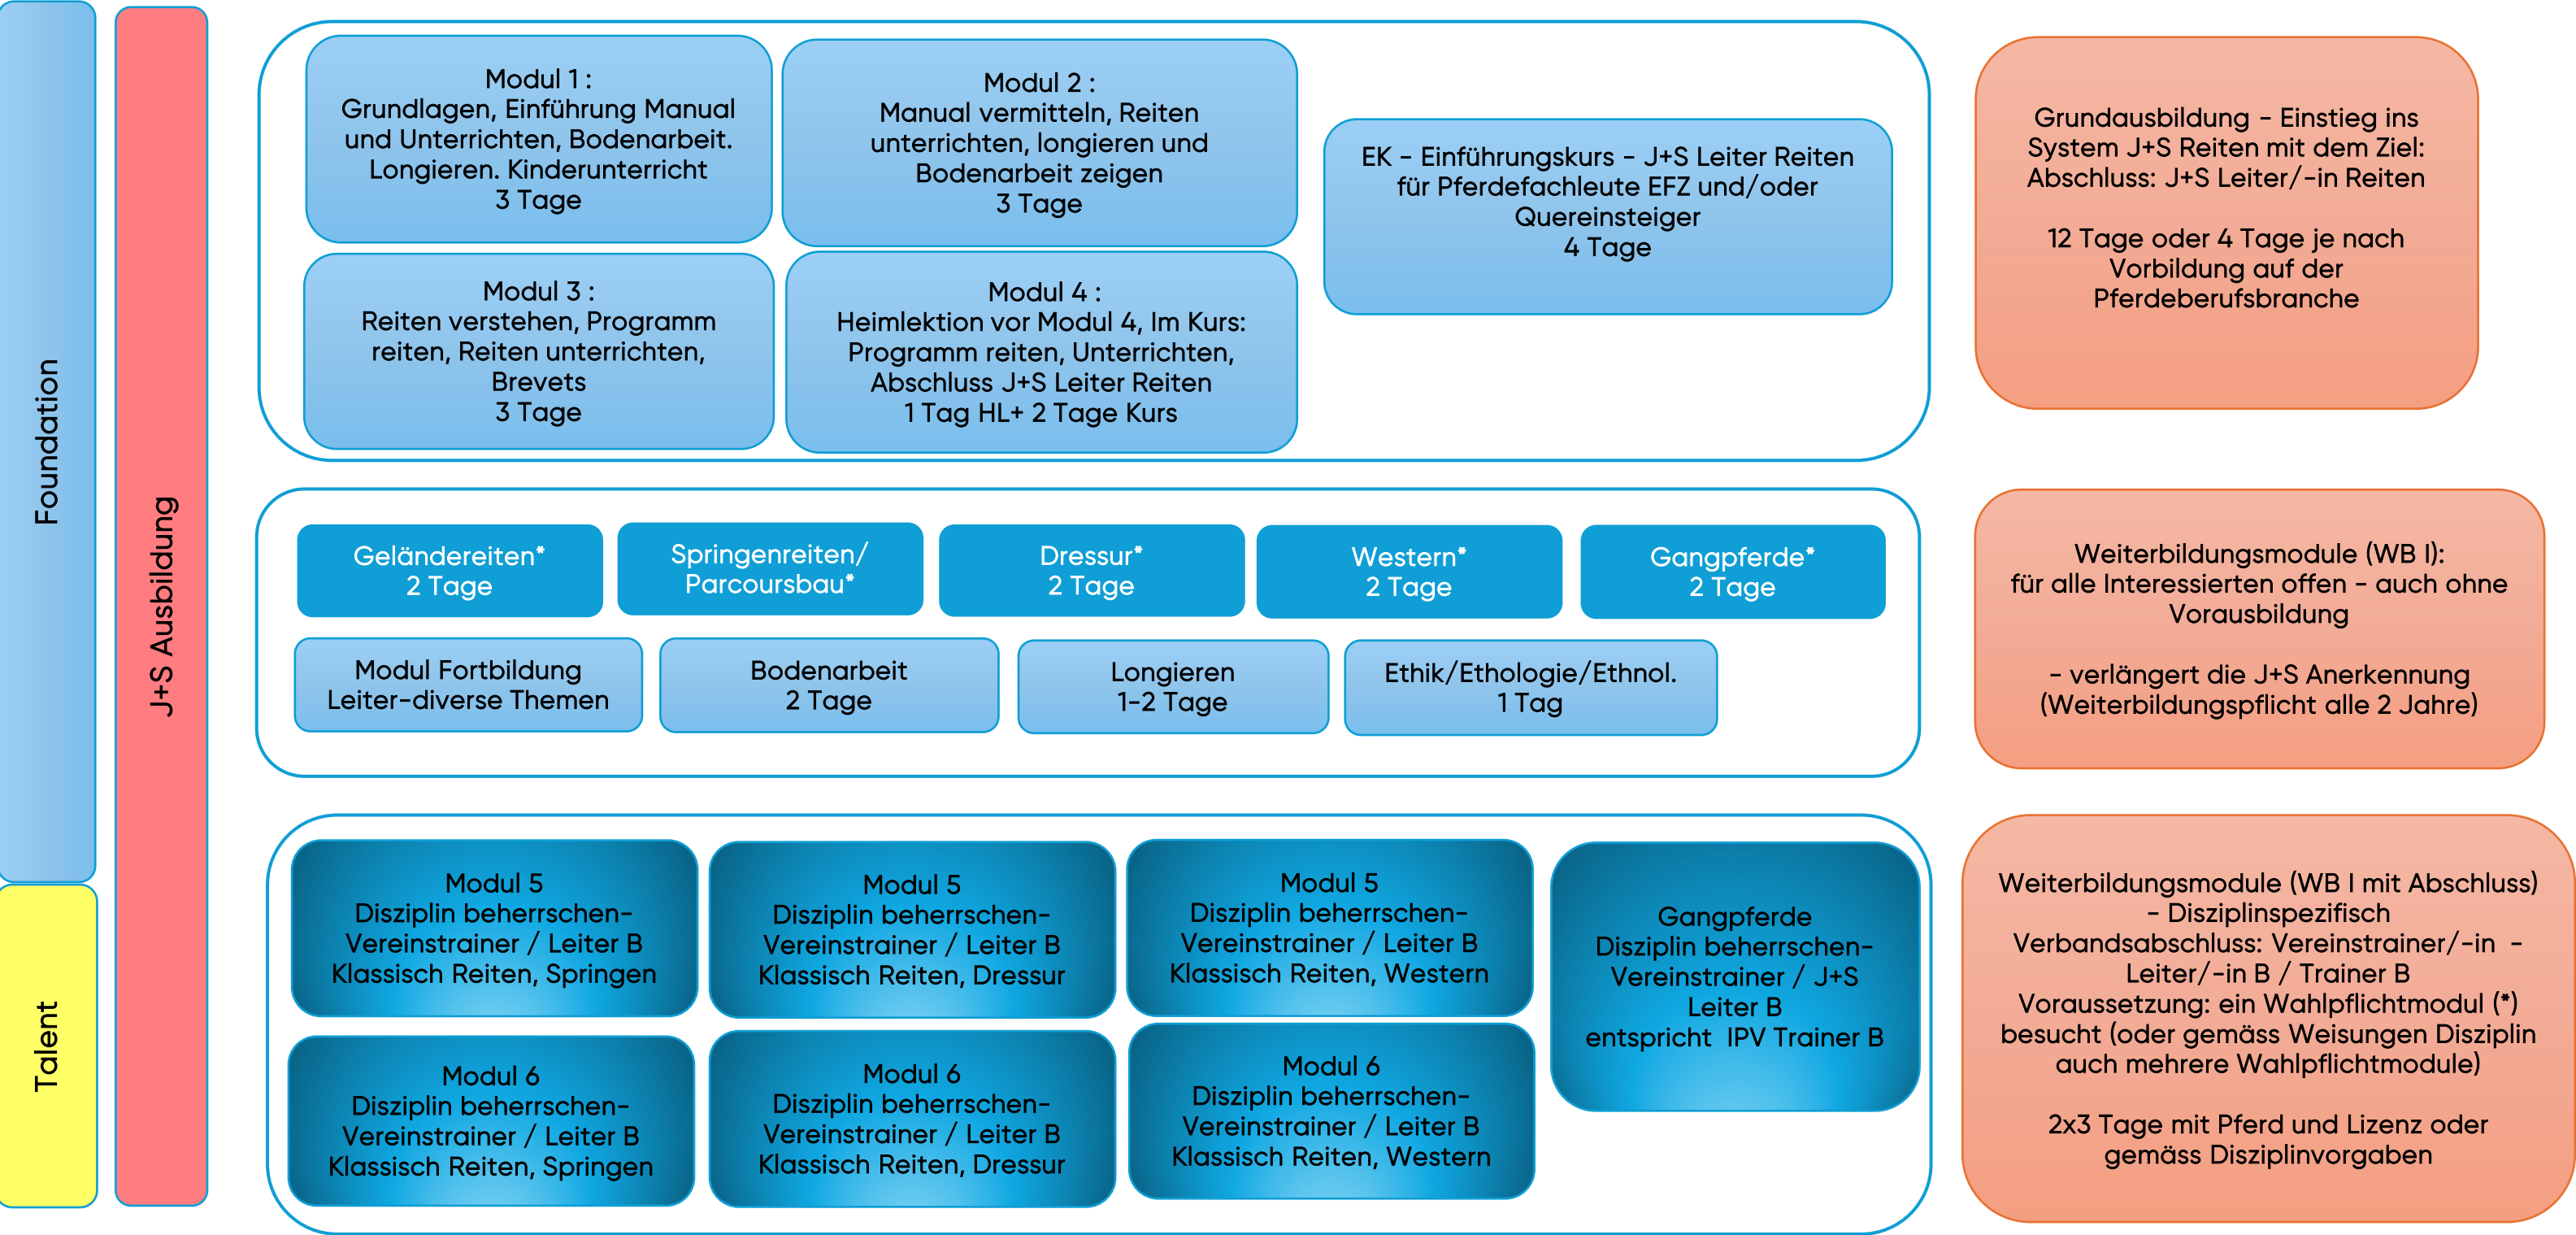 Foundation
Talent
J+S Ausbildung
Modul 1 :
Grundlagen, Einführung Manual
und Unterrichten, Bodenarbeit.
Longieren. Kinderunterricht
3 Tage
Modul 2 :
Manual vermitteln, Reiten
unterrichten, longieren und
Bodenarbeit zeigen
3 Tage
Modul 3 :
Reiten verstehen, Programm
reiten, Reiten unterrichten,
Brevets
3 Tage
Modul 4 :
Heimlektion vor Modul 4, Im Kurs:
Programm reiten, Unterrichten,
Abschluss J+S Leiter Reiten
1 Tag HL+ 2 Tage Kurs
EK - Einführungskurs - J+S Leiter Reiten
für Pferdefachleute EFZ und/oder
Quereinsteiger
4 Tage
Grundausbildung - Einstieg ins
System J+S Reiten mit dem Ziel:
Abschluss: J+S Leiter/-in Reiten
12 Tage oder 4 Tage je nach
Vorbildung auf der
Pferdeberufsbranche
Geländereiten*
2 Tage
Springenreiten/
Parcoursbau*
Dressur*
2 Tage
Western*
2 Tage
Gangpferde*
2 Tage
Modul Fortbildung
Leiter-diverse Themen
Bodenarbeit
2 Tage
Longieren
1-2 Tage
Ethik/Ethologie/Ethnol.
1 Tag
Weiterbildungsmodule (WB I):
für alle Interessierten offen - auch ohne
Vorausbildung
- verlängert die J+S Anerkennung
(Weiterbildungspflicht alle 2 Jahre)
Modul 5
Disziplin beherrschen-
Vereinstrainer / Leiter B
Klassisch Reiten, Springen
Modul 5
Disziplin beherrschen-
Vereinstrainer / Leiter B
Klassisch Reiten, Dressur
Modul 5
Disziplin beherrschen-
Vereinstrainer / Leiter B
Klassisch Reiten, Western
Gangpferde
Disziplin beherrschen-
Vereinstrainer / J+S
Leiter B
entspricht IPV Trainer B
Modul 6
Disziplin beherrschen-
Vereinstrainer / Leiter B
Klassisch Reiten, Springen
Modul 6
Disziplin beherrschen-
Vereinstrainer / Leiter B
Klassisch Reiten, Dressur
Modul 6
Disziplin beherrschen-
Vereinstrainer / Leiter B
Klassisch Reiten, Western
Weiterbildungsmodule (WB I mit Abschluss)
- Disziplinspezifisch
Verbandsabschluss: Vereinstrainer/-in -
Leiter/-in B / Trainer B
Voraussetzung: ein Wahlpflichtmodul (*)
besucht (oder gemäss Weisungen Disziplin
auch mehrere Wahlpflichtmodule)
2x3 Tage mit Pferd und Lizenz oder
gemäss Disziplinvorgaben